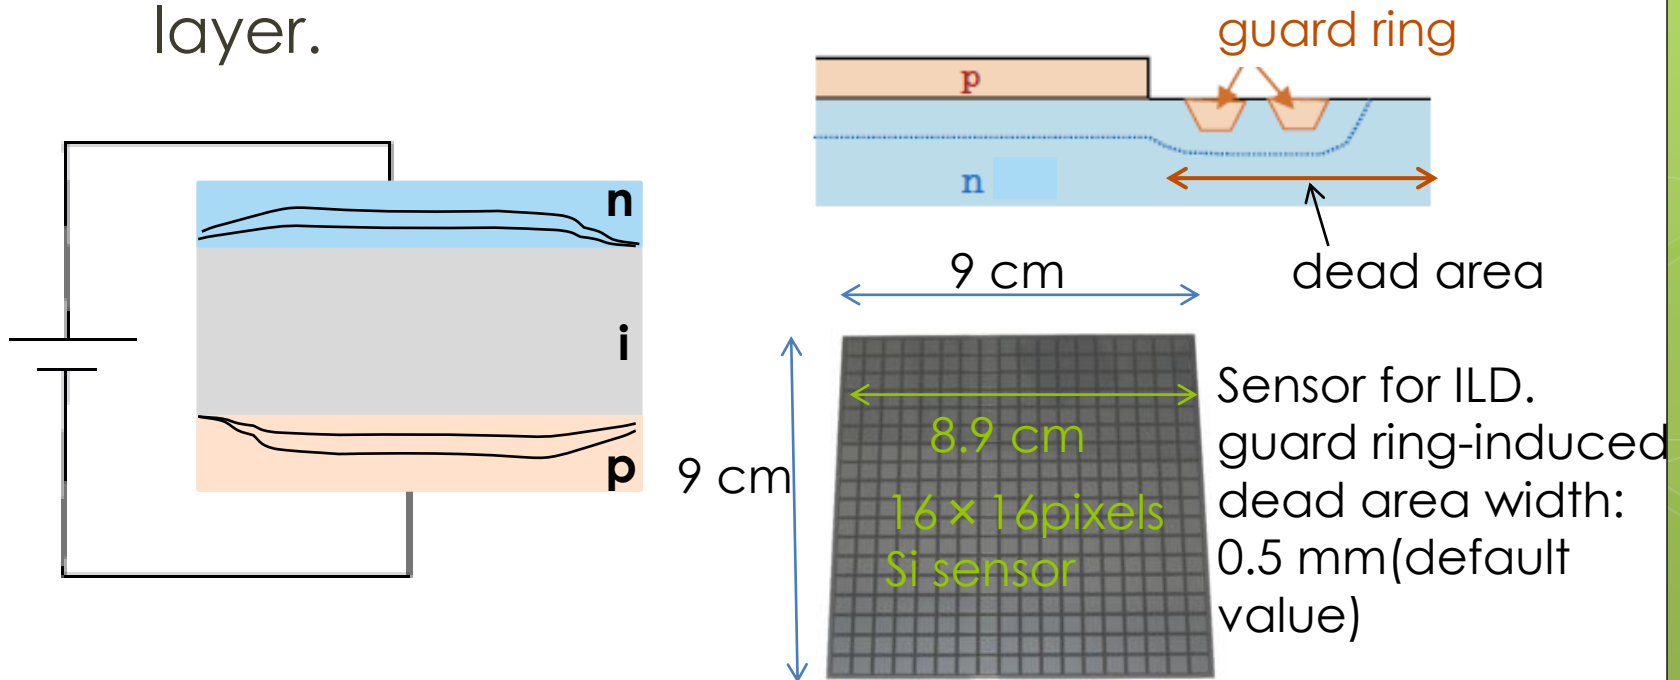 layer.
guard ring
p
n
dead area
n
i
p
9 cm
9 cm
8.9 cm
16×16pixels
Si sensor
Sensor for ILD.
guard ring-induced
dead area width:
0.5 mm(default
value)